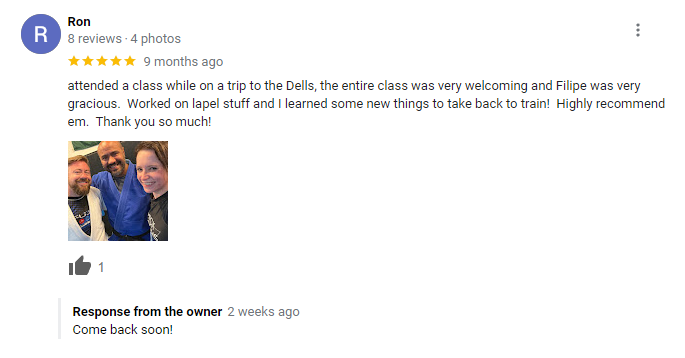 R
Ron
8 reviews · 4 photos
9 months ago
attended a class while on a trip to the Dells, the entire class was very welcoming and Filipe was very
gracious.  Worked on lapel stuff and I learned some new things to take back to train!  Highly recommend
em.  Thank you so much!
1
Response from the owner 2 weeks ago
Come back soon!